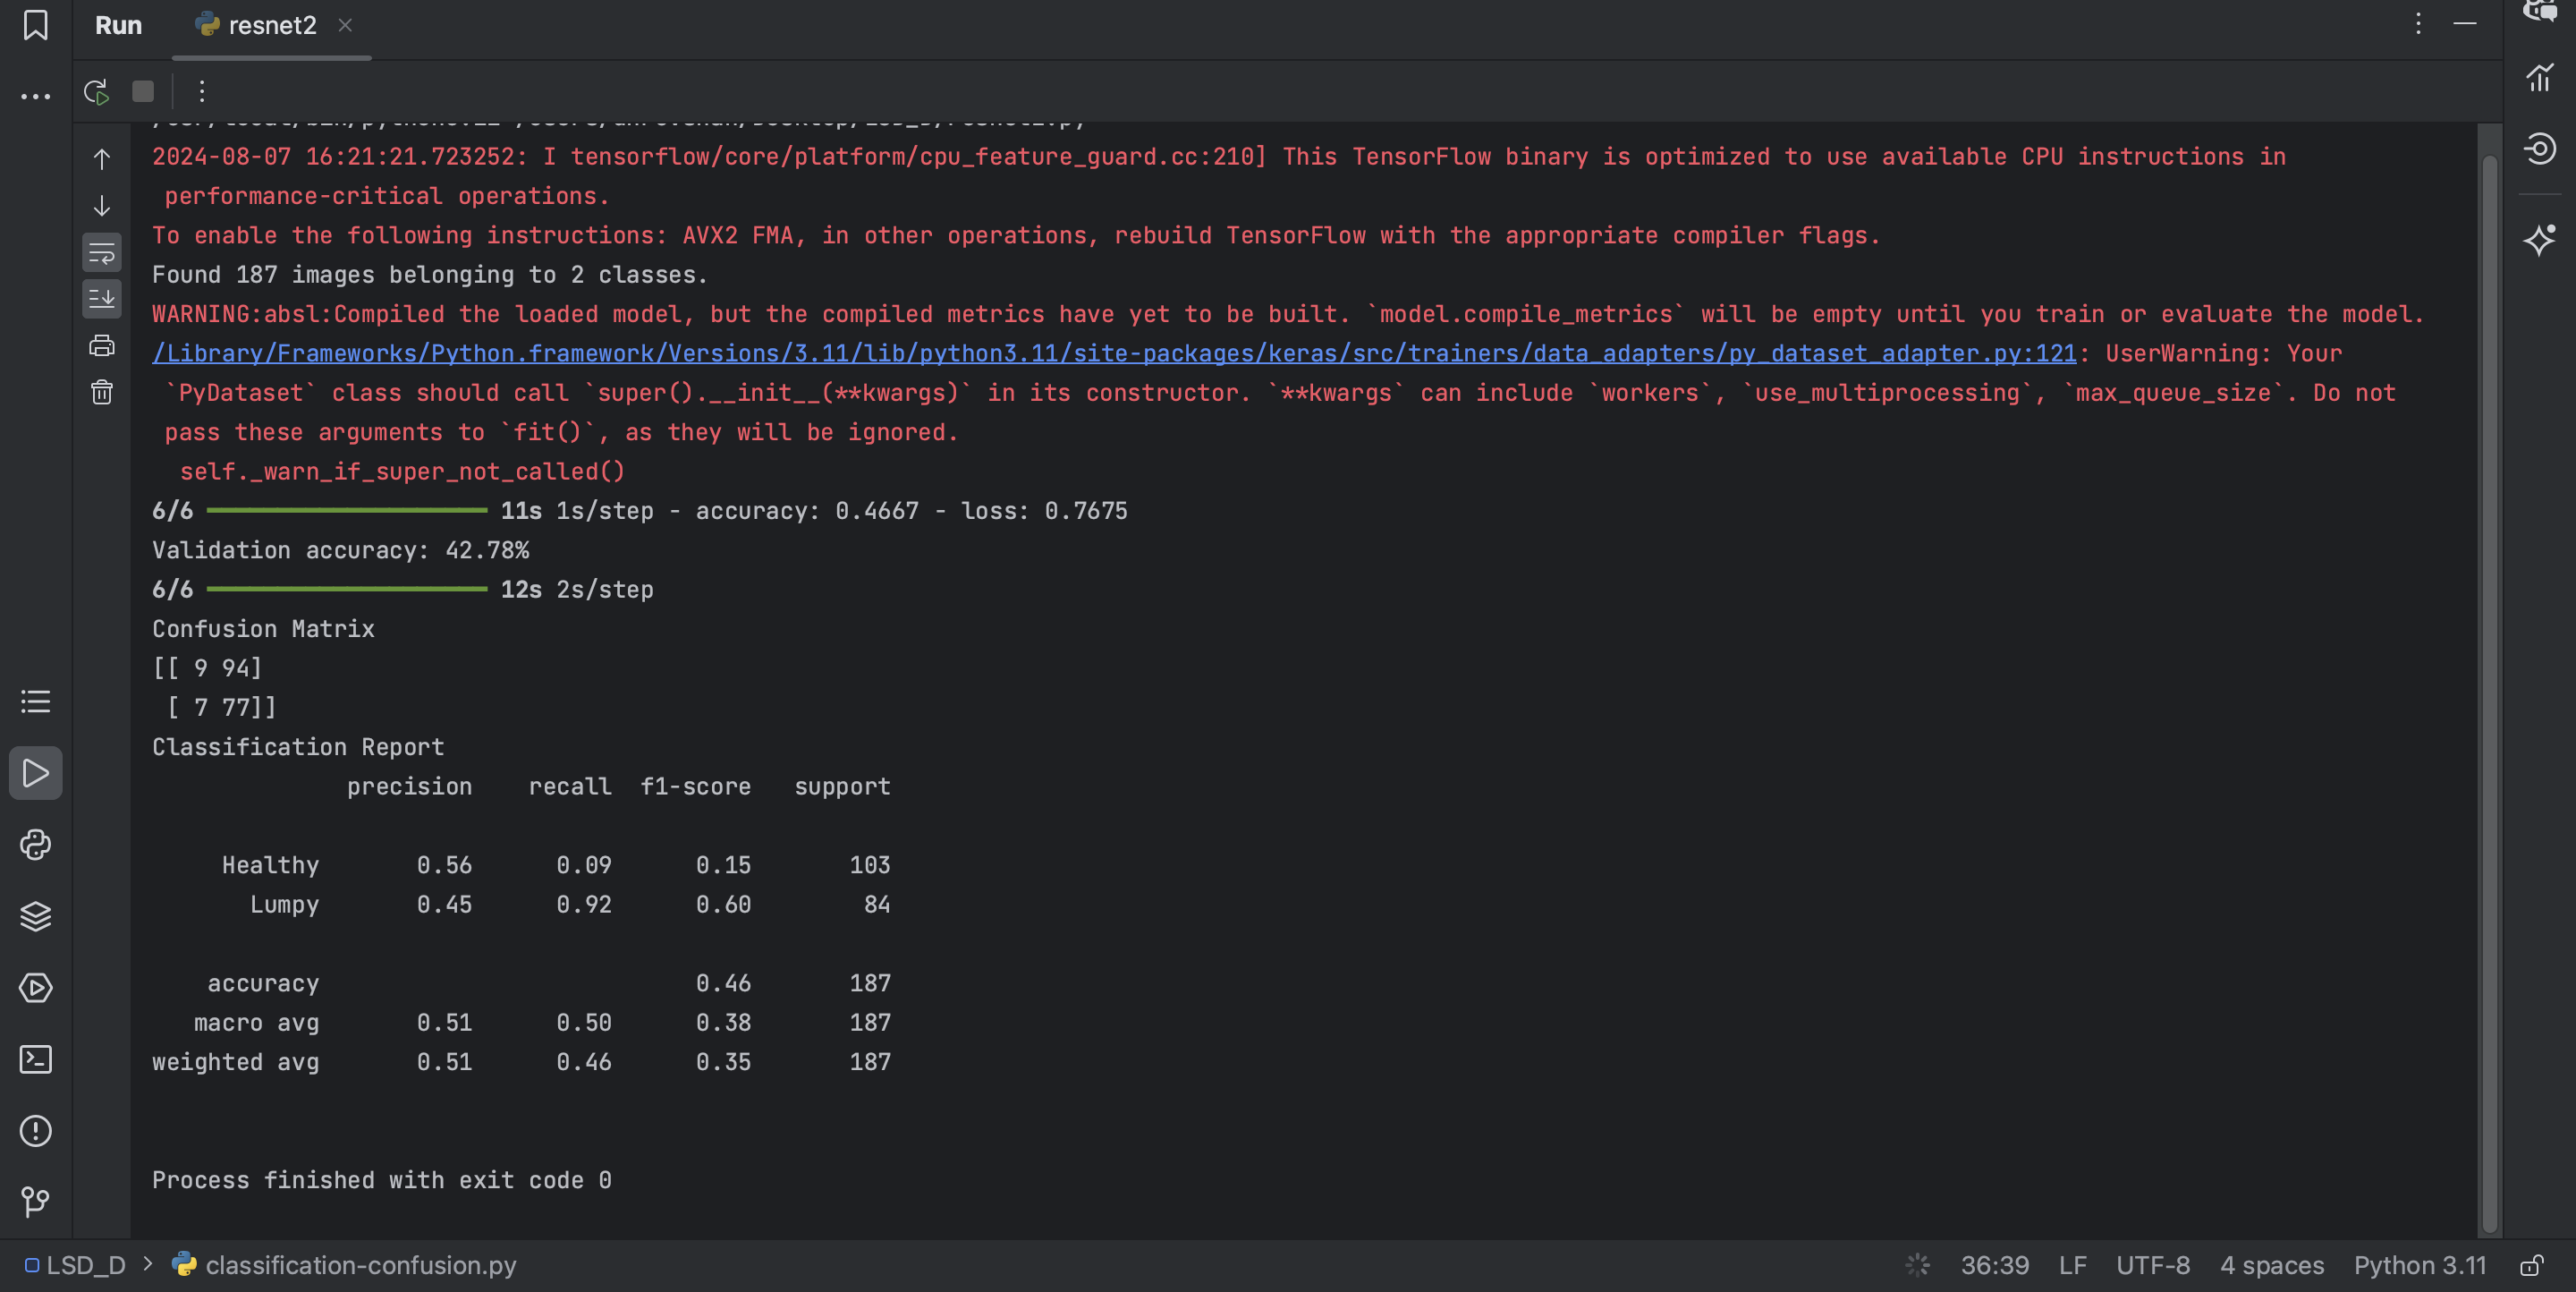 Run resnet2
2024-08-07 16:21:21.723252: I tensorflow/core/platform/cpu_feature_guard.cc:210] This TensorFlow binary is optimized to use available CPU instructions in
performance-critical operations.
To enable the following instructions: AVX2 FMA, in other operations, rebuild TensorFlow with the appropriate compiler flags.
Found 187 images belonging to 2 classes.
WARNING:absl:Compiled the loaded model, but the compiled metrics have yet to be built. `model.compile_metrics` will be empty until you train or evaluate the model.
/Library/Frameworks/Python.framework/Versions/3.11/lib/python3.11/site-packages/keras/src/trainers/data_adapters/py_dataset_adapter.py:121: UserWarning: Your
`PyDataset` class should call `super().__init__(**kwargs)` in its constructor. `**kwargs` can include `workers`, `use_multiprocessing`, `max_queue_size`. Do not
pass these arguments to `fit()`, as they will be ignored.
self._warn_if_super_not_called()
6/6 11s 1s/step - accuracy: 0.4667 - loss: 0.7675
Validation accuracy: 42.78%
6/6 12s 2s/step
Confusion Matrix
[[ 9 94]
[ 7 77]]
Classification Report
precision recall f1-score support
Healthy 0.56 0.09 0.15 103
Lumpy 0.45 0.92 0.60 84
accuracy 0.46 187
macro avg 0.51 0.50 0.38 187
weighted avg 0.51 0.46 0.35 187
Process finished with exit code 0
LSD_D > classification-confusion.py 36:39 LF UTF-8 4 spaces Python 3.11